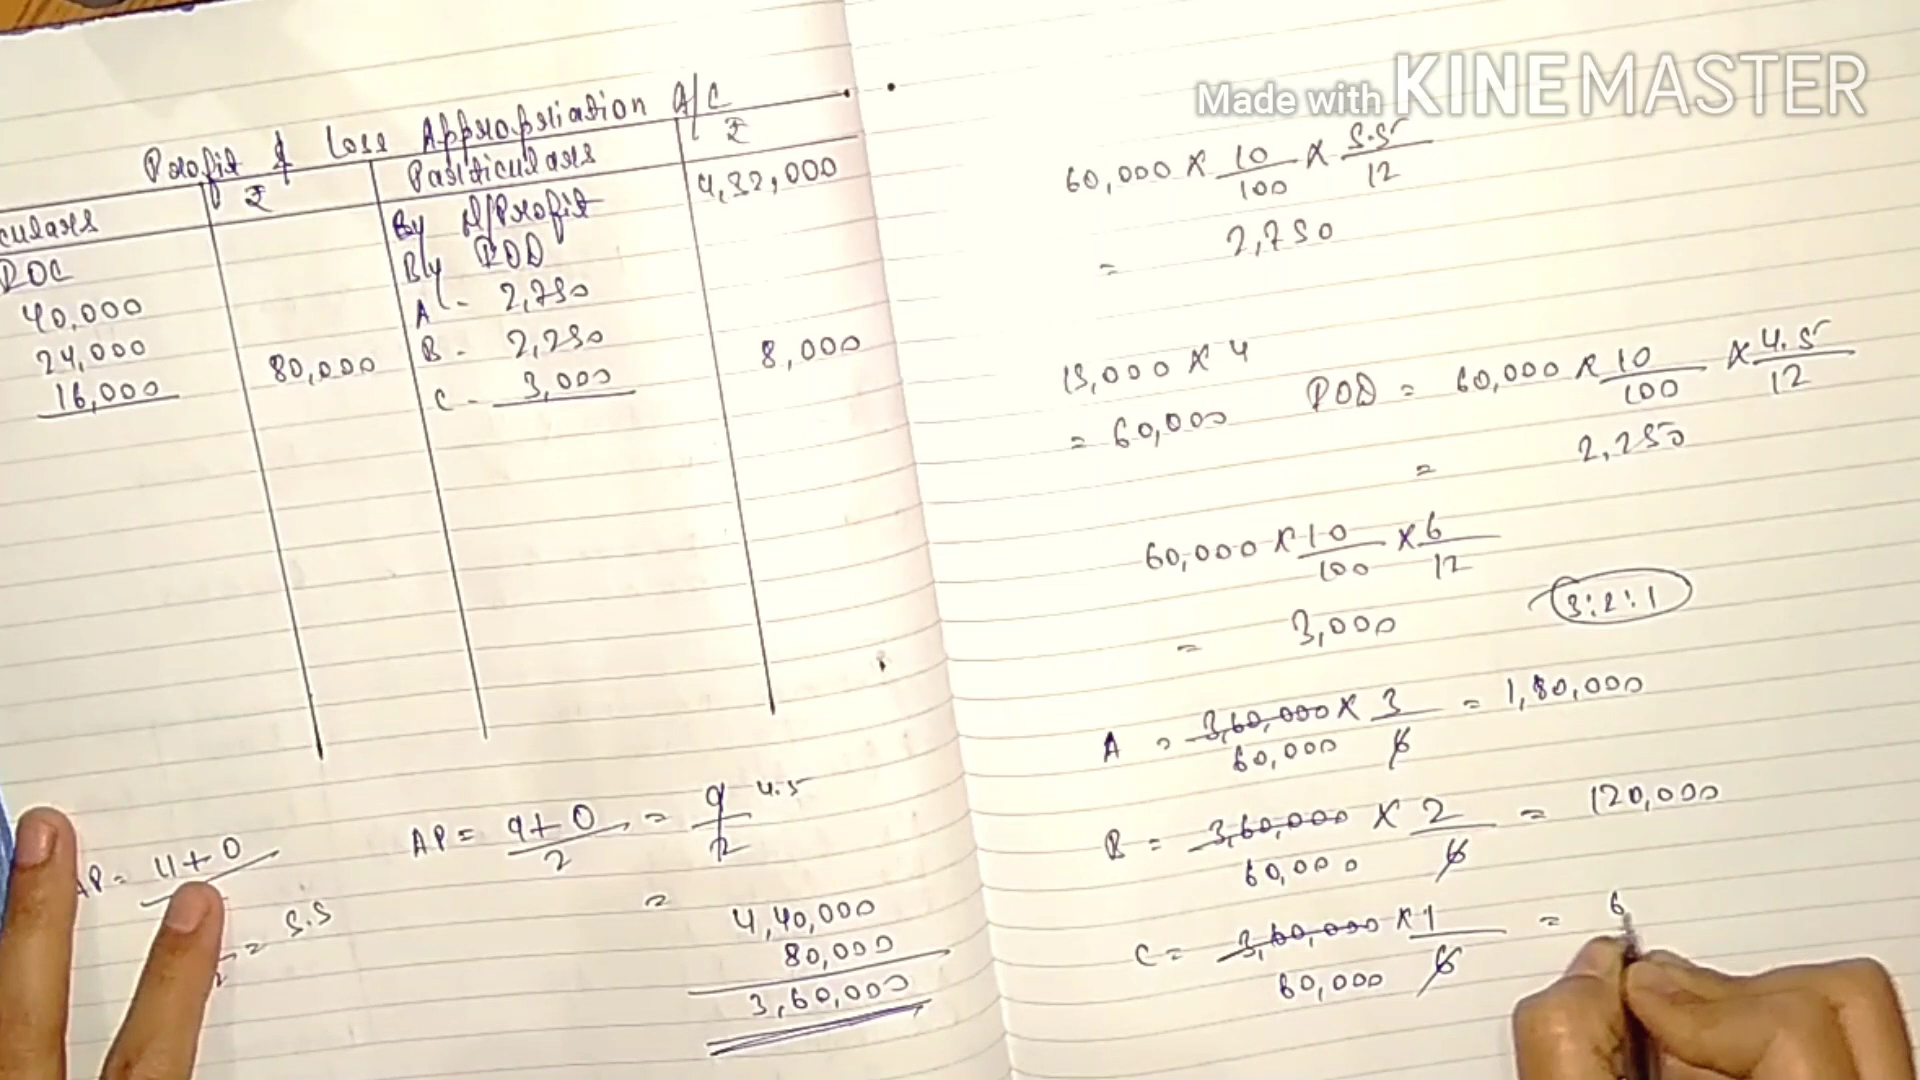 Made with KINEMASTER
Profit & Loss Appropriation A/C
culars ₹ Particulars ₹
IOC By N/Profit 4,32,000
40,000 By IOD
24,000 A - 2,750
16,000 80,000 B - 2,250 8,000
C - 3,000
AP = 11+0
2 = 5.5
AP = 9+0 = 9 4.5
2 2
=
4,40,000
80,000
3,60,000
60,000 × 10 × 5.5
100 12
= 2,750
15,000 × 4
= 60,000 IOD = 60,000 × 10 × 4.5
100 12
= 2,250
60,000 × 10 × 6
100 12
= 3,000 3:2:1
A = 3,60,000 × 3 = 1,80,000
60,000 6
B = 3,60,000 × 2 = 120,000
60,000 6
C = 3,60,000 × 1 = 6
60,000 6